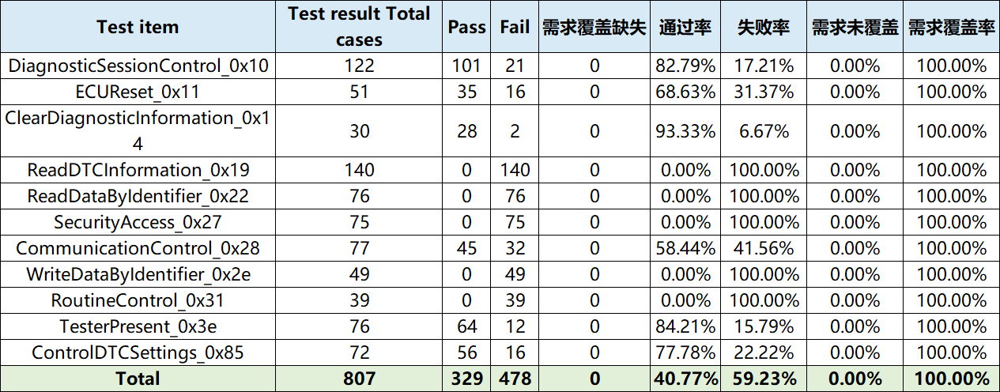 Test item Test result Total cases Pass Fail 需求覆盖缺失 通过率 失败率 需求未覆盖 需求覆盖率
DiagnosticSessionControl_0x10 122 101 21 0 82.79% 17.21% 0.00% 100.00%
ECUReset_0x11 51 35 16 0 68.63% 31.37% 0.00% 100.00%
ClearDiagnosticInformation_0x14 30 28 2 0 93.33% 6.67% 0.00% 100.00%
ReadDTCInformation_0x19 140 0 140 0 0.00% 100.00% 0.00% 100.00%
ReadDataByIdentifier_0x22 76 0 76 0 0.00% 100.00% 0.00% 100.00%
SecurityAccess_0x27 75 0 75 0 0.00% 100.00% 0.00% 100.00%
CommunicationControl_0x28 77 45 32 0 58.44% 41.56% 0.00% 100.00%
WriteDataByIdentifier_0x2e 49 0 49 0 0.00% 100.00% 0.00% 100.00%
RoutineControl_0x31 39 0 39 0 0.00% 100.00% 0.00% 100.00%
TesterPresent_0x3e 76 64 12 0 84.21% 15.79% 0.00% 100.00%
ControlDTCSettings_0x85 72 56 16 0 77.78% 22.22% 0.00% 100.00%
Total 807 329 478 0 40.77% 59.23% 0.00% 100.00%